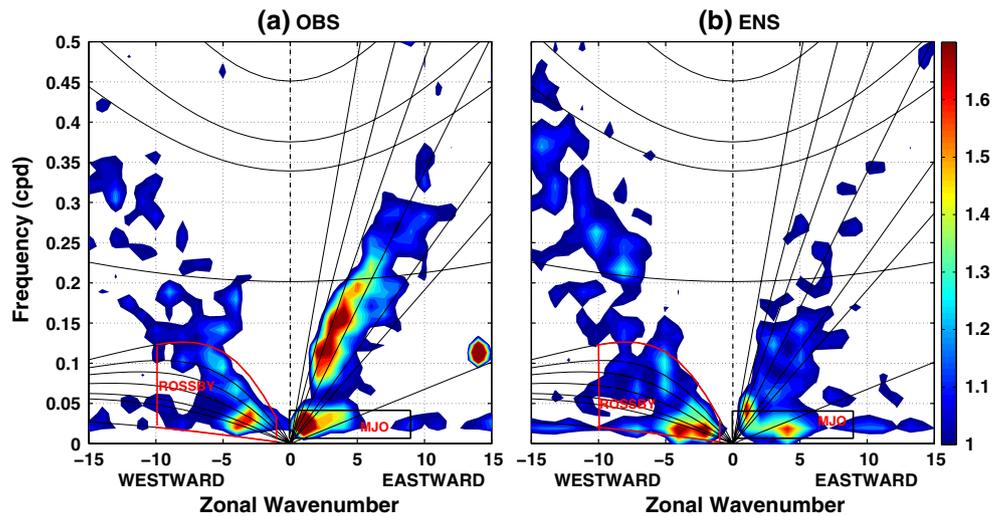 (a) OBS
(b) ENS
0.5
0.45
0.4
0.35
0.3
0.25
0.2
0.15
0.1
0.05
0
Frequency (cpd)
ROSSBY
MJO
ROSSBY
MJO
1.6
1.5
1.4
1.3
1.2
1.1
1
−15 −10 −5 0 5 10 15
−15 −10 −5 0 5 10 15
WESTWARD EASTWARD
WESTWARD EASTWARD
Zonal Wavenumber
Zonal Wavenumber